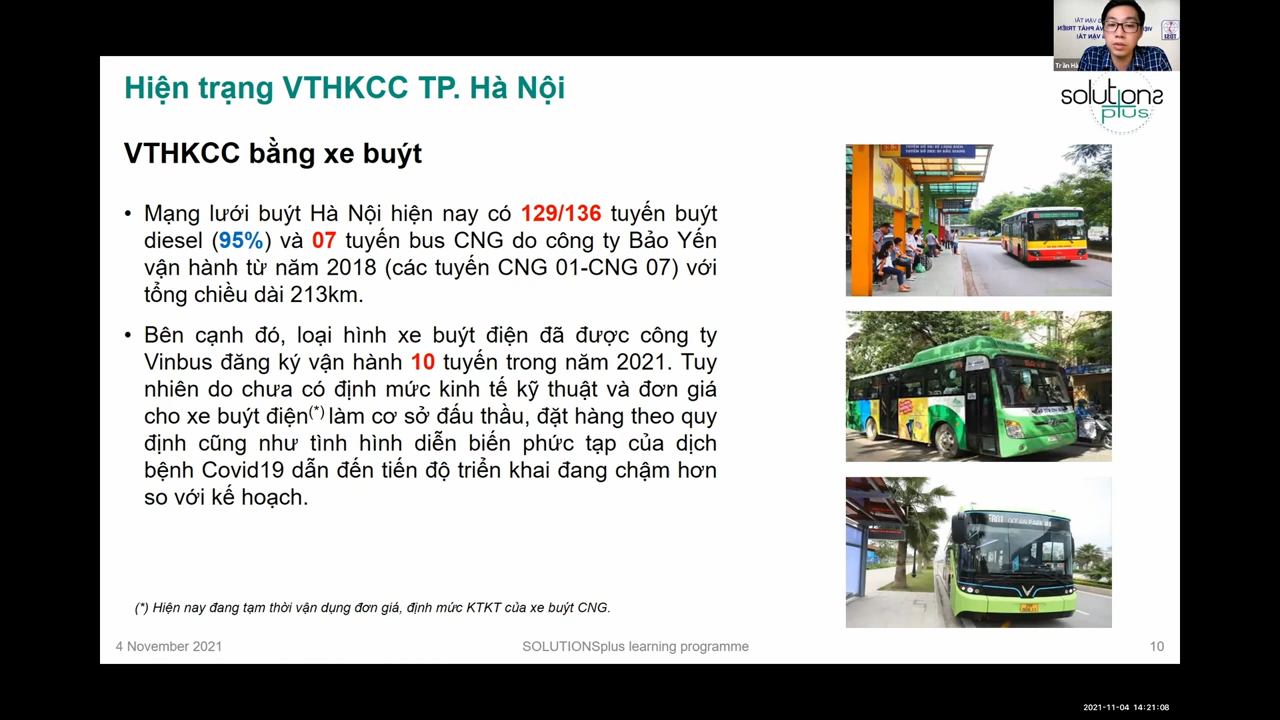 Hiện trạng VTHKCC TP. Hà Nội
solutions
plus
VTHKCC bằng xe buýt
• Mạng lưới buýt Hà Nội hiện nay có 129/136 tuyến buýt
diesel (95%) và 07 tuyến bus CNG do công ty Bảo Yến
vận hành từ năm 2018 (các tuyến CNG 01-CNG 07) với
tổng chiều dài 213km.
• Bên cạnh đó, loại hình xe buýt điện đã được công ty
Vinbus đăng ký vận hành 10 tuyến trong năm 2021. Tuy
nhiên do chưa có định mức kinh tế kỹ thuật và đơn giá
cho xe buýt điện(*) làm cơ sở đấu thầu, đặt hàng theo quy
định cũng như tình hình diễn biến phức tạp của dịch
bệnh Covid19 dẫn đến tiến độ triển khai đang chậm hơn
so với kế hoạch.
(*) Hiện nay đang tạm thời vận dụng đơn giá, định mức KTKT của xe buýt CNG.
4 November 2021
SOLUTIONSplus learning programme
10
2021-11-04 14:21:08